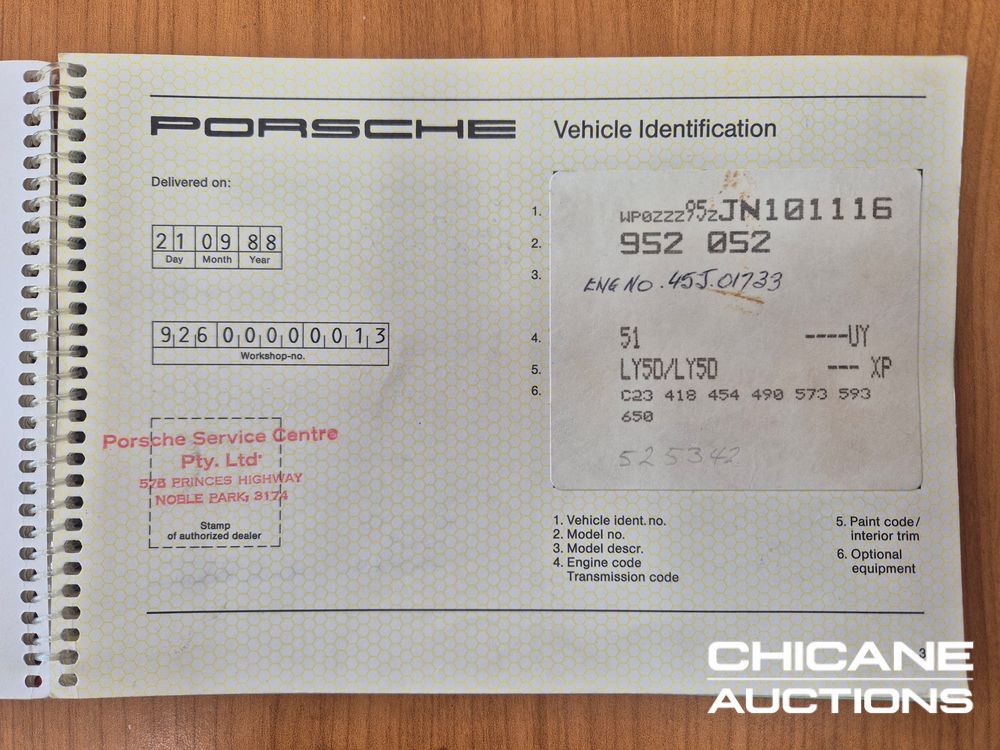 PORSCHE
Vehicle Identification
Delivered on:
21 09 88
Day Month Year
926 00000013
Workshop-no.
Porsche Service Centre
Pty. Ltd.
57B PRINCES HIGHWAY
NOBLE PARK, 3174
Stamp
of authorized dealer
1. WP0ZZZ95ZJN101116
2. 952 052
3. ENG NO. 45J.01733
4. 51 ----UY
5. LY5D/LY5D --- XP
6. C23 418 454 490 573 593
650
525342
1. Vehicle ident. no.
2. Model no.
3. Model descr.
4. Engine code
Transmission code
5. Paint code/
interior trim
6. Optional
equipment
3
CHICANE
AUCTIONS